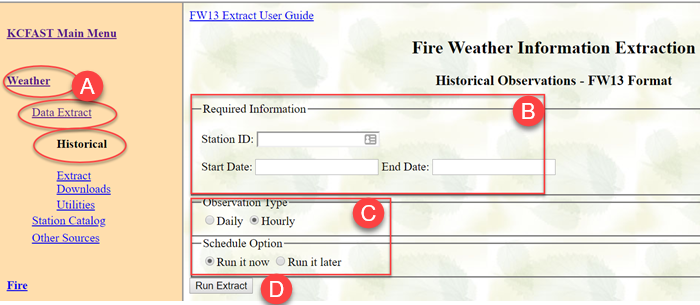 KCFAST Main Menu
Weather
A
Data Extract
Historical
Extract
Downloads
Utilities
Station Catalog
Other Sources
Fire
FW13 Extract User Guide
Fire Weather Information Extraction
Historical Observations - FW13 Format
B
Required Information
Station ID:
Start Date: End Date:
C
Observation Type
Daily Hourly
Schedule Option
Run it now Run it later
Run Extract
D